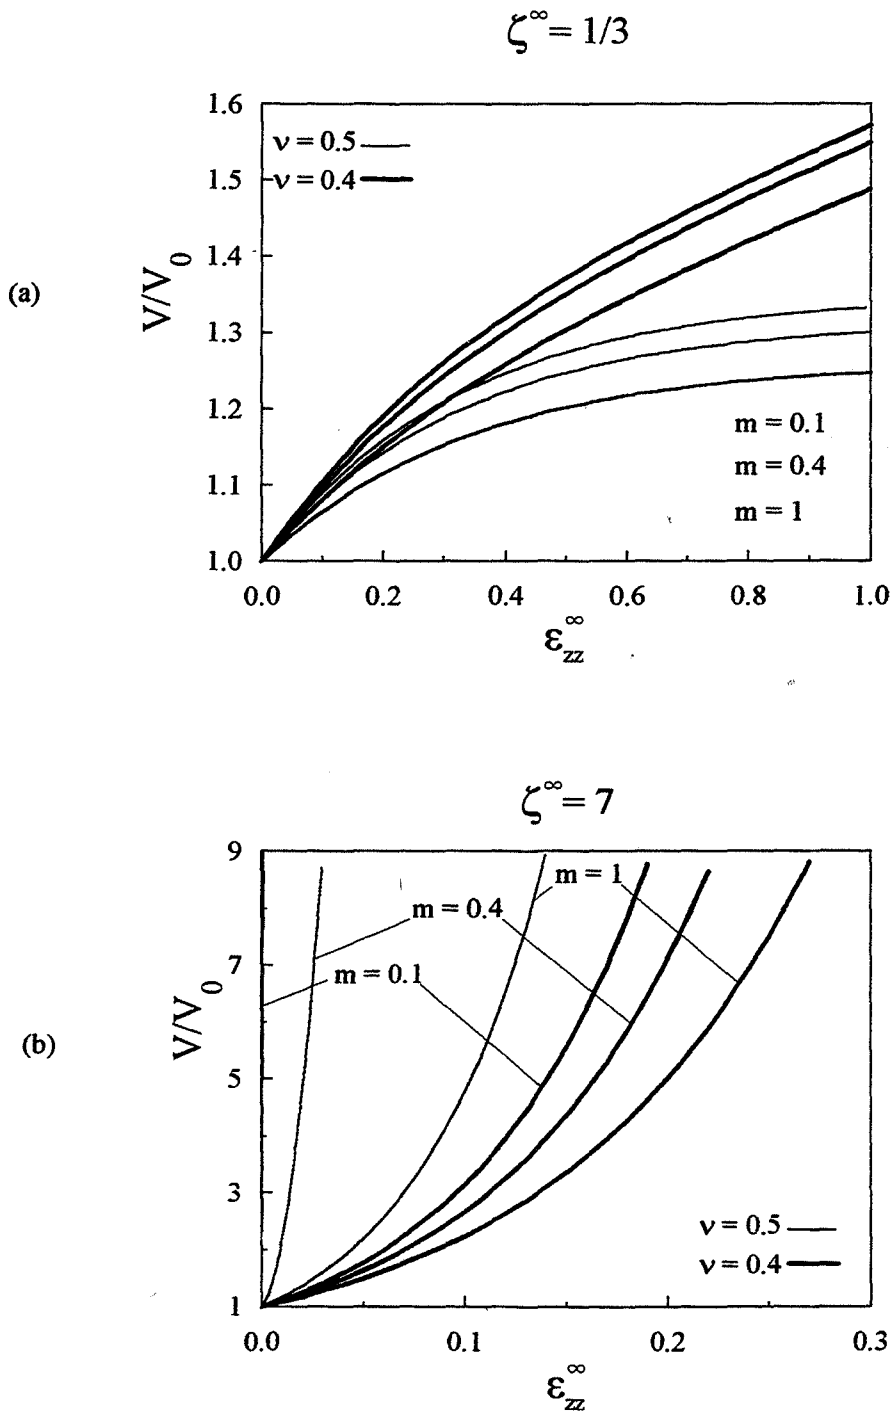 ζ^∞ = 1/3
1.6
ν = 0.5
1.5
ν = 0.4
1.4
(a)
V/V_0
1.3
1.2
m = 0.1
m = 0.4
1.1
m = 1
1.0
0.0 0.2 0.4 0.6 0.8 1.0
ε_zz^∞
ζ^∞ = 7
9
m = 1
m = 0.4
7
m = 0.1
(b)
V/V_0
5
3
ν = 0.5
ν = 0.4
1
0.0 0.1 0.2 0.3
ε_zz^∞